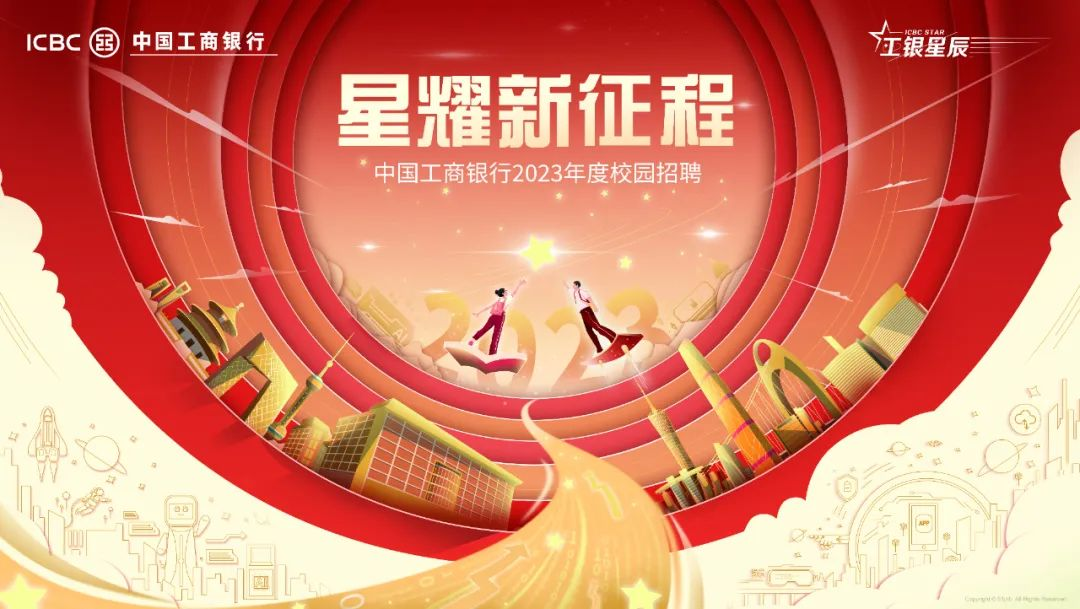 ICBC 中国工商银行
ICBC STAR
工银星辰
星耀新征程
中国工商银行2023年度校园招聘
2023
APP